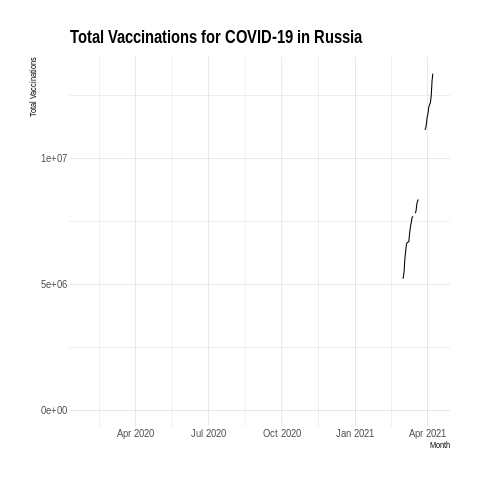 Total Vaccinations for COVID-19 in Russia
Total Vaccinations
1e+07
5e+06
0e+00
Apr 2020 Jul 2020 Oct 2020 Jan 2021 Apr 2021
Month